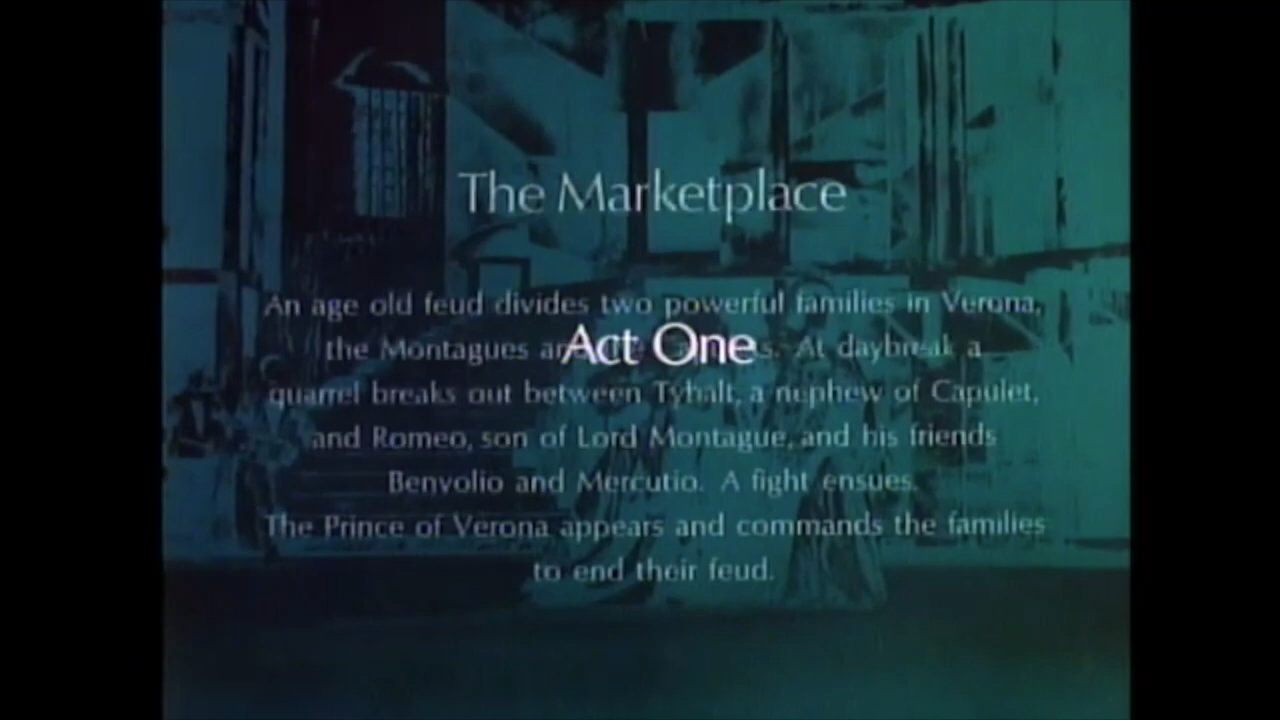 The Marketplace
An age old feud divides two powerful families in Verona,
Act One
the Montagues At daybreak a
quarrel breaks out between Tybalt, a nephew of Capulet,
and Romeo, son of Lord Montague, and his friends
Benvolio and Mercutio. A fight ensues.
The Prince of Verona appears and commands the families
to end their feud.